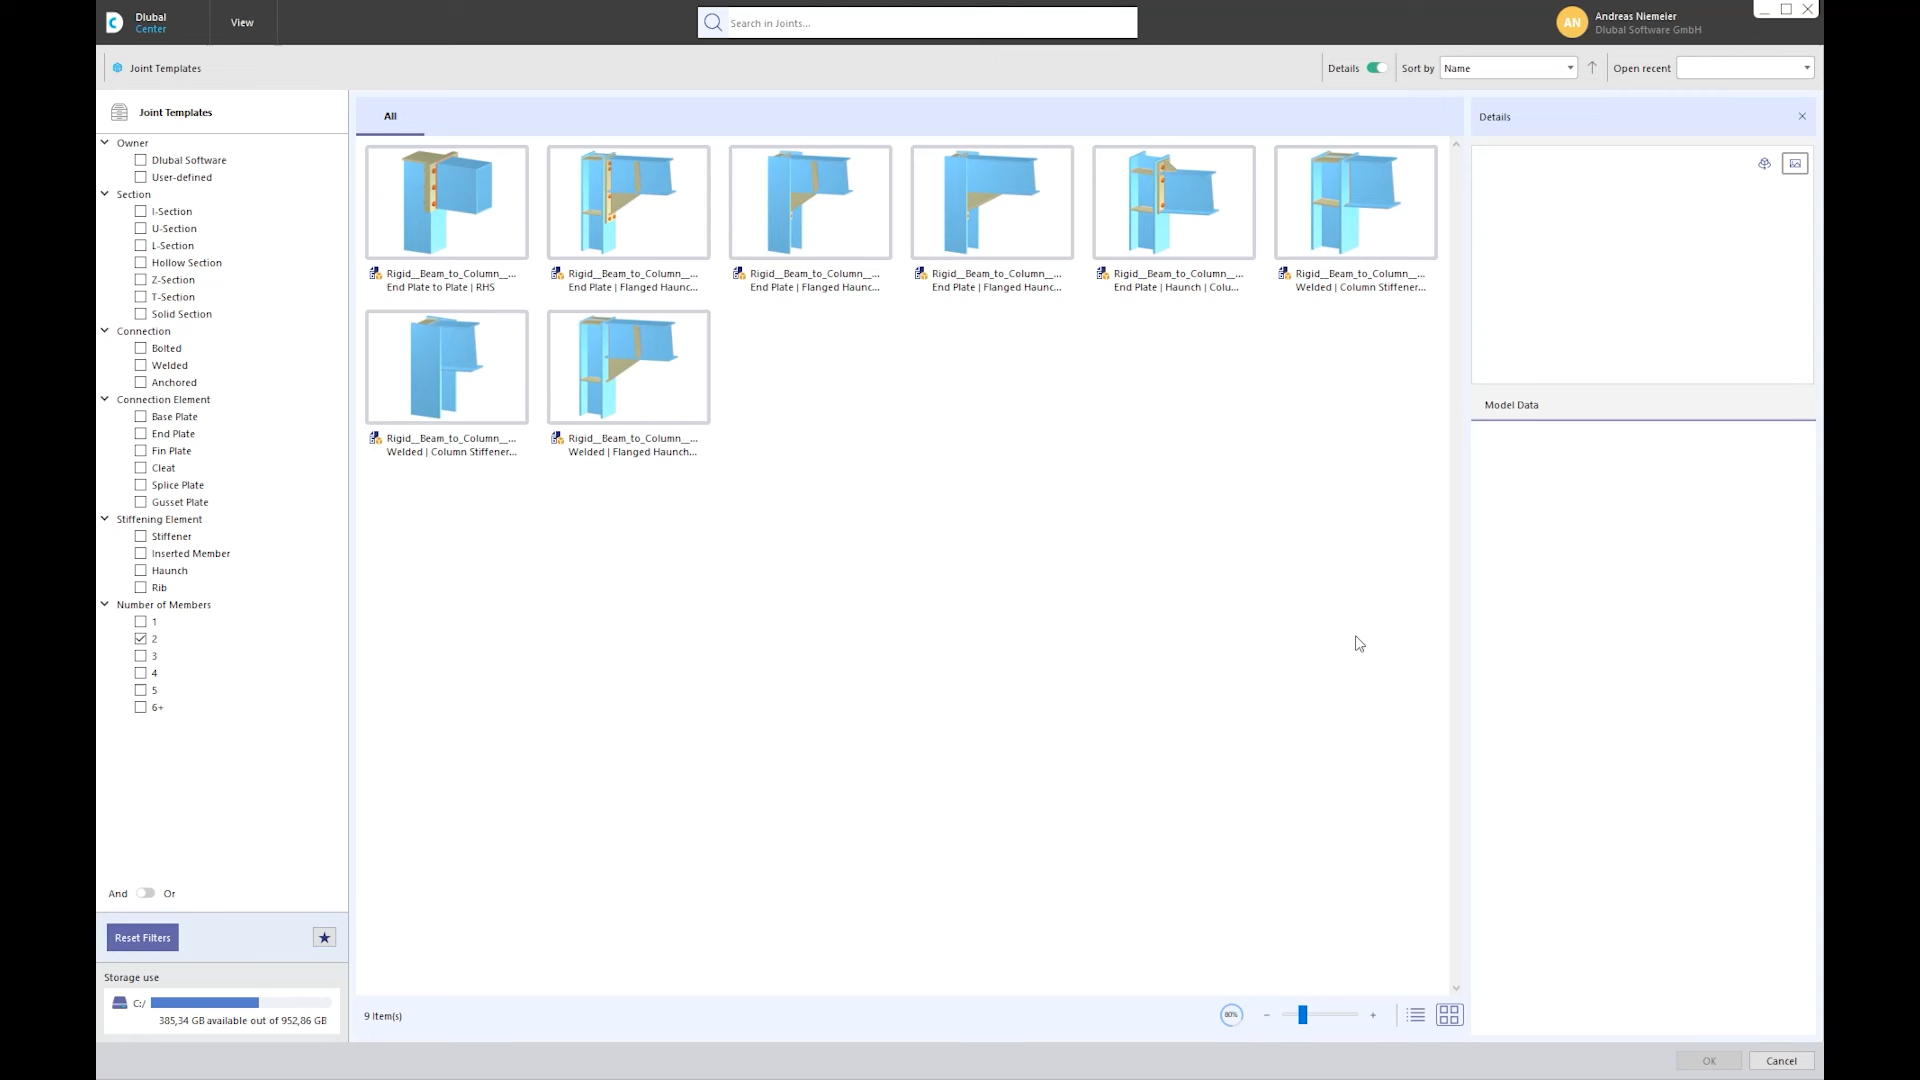 Dlubal
Center
View
Search in Joints...
AN
Andreas Niemeier
Dlubal Software GmbH
Joint Templates
Details
Sort by
Name
Open recent
Joint Templates
Owner
Dlubal Software
User-defined
Section
I-Section
U-Section
L-Section
Hollow Section
Z-Section
T-Section
Solid Section
Connection
Bolted
Welded
Anchored
Connection Element
Base Plate
End Plate
Fin Plate
Cleat
Splice Plate
Gusset Plate
Stiffening Element
Stiffener
Inserted Member
Haunch
Rib
Number of Members
1
2
3
4
5
6+
And
Or
Reset Filters
Storage use
C:/
385,34 GB available out of 952,86 GB
All
Rigid__Beam_to_Column__...
End Plate to Plate | RHS
Rigid__Beam_to_Column__...
End Plate | Flanged Haunc...
Rigid__Beam_to_Column__...
End Plate | Flanged Haunc...
Rigid__Beam_to_Column__...
End Plate | Flanged Haunc...
Rigid__Beam_to_Column__...
End Plate | Haunch | Colu...
Rigid__Beam_to_Column__...
Welded | Column Stiffener...
Rigid__Beam_to_Column__...
Welded | Column Stiffener...
Rigid__Beam_to_Column__...
Welded | Flanged Haunch...
9 Item(s)
80%
Details
Model Data
OK
Cancel